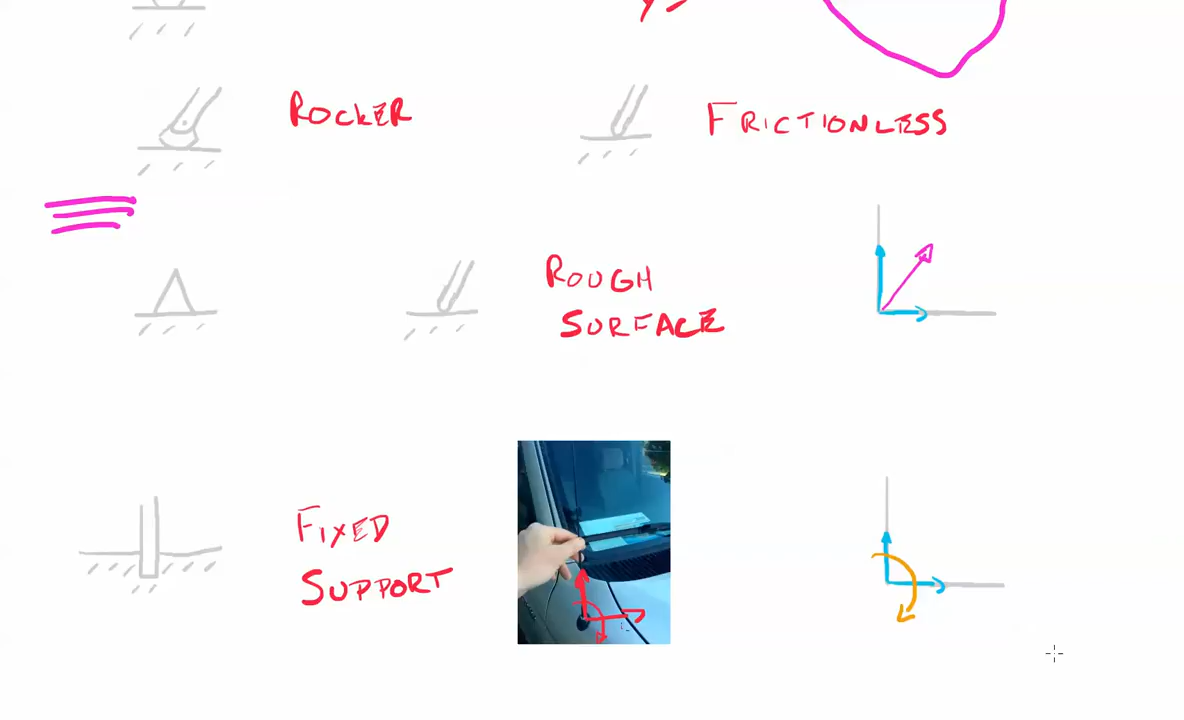 ROCKER
FRICTIONLESS
ROUGH
SURFACE
FIXED
SUPPORT